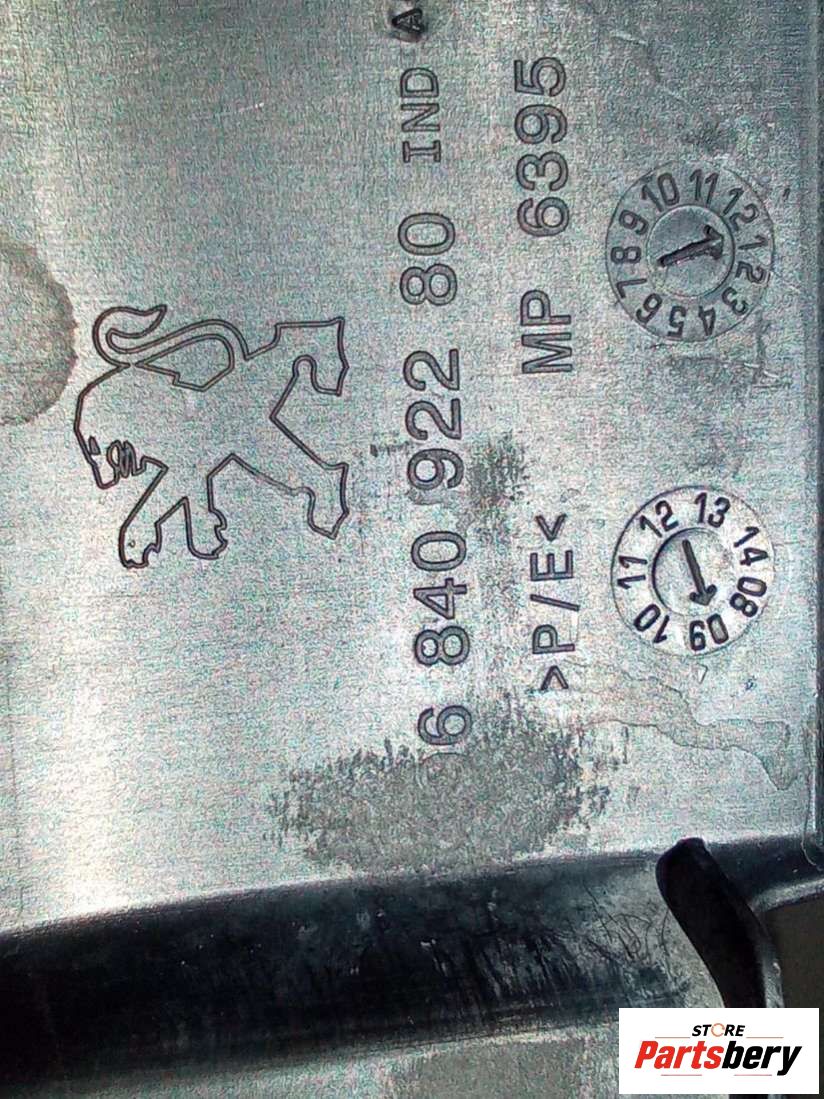 6 840 922 80 IND A
>P/E< MP 6395
08 09 10 11 12 13 14
1 2 3 4 5 6 7 8 9 10 11 12
STORE
Partsbery